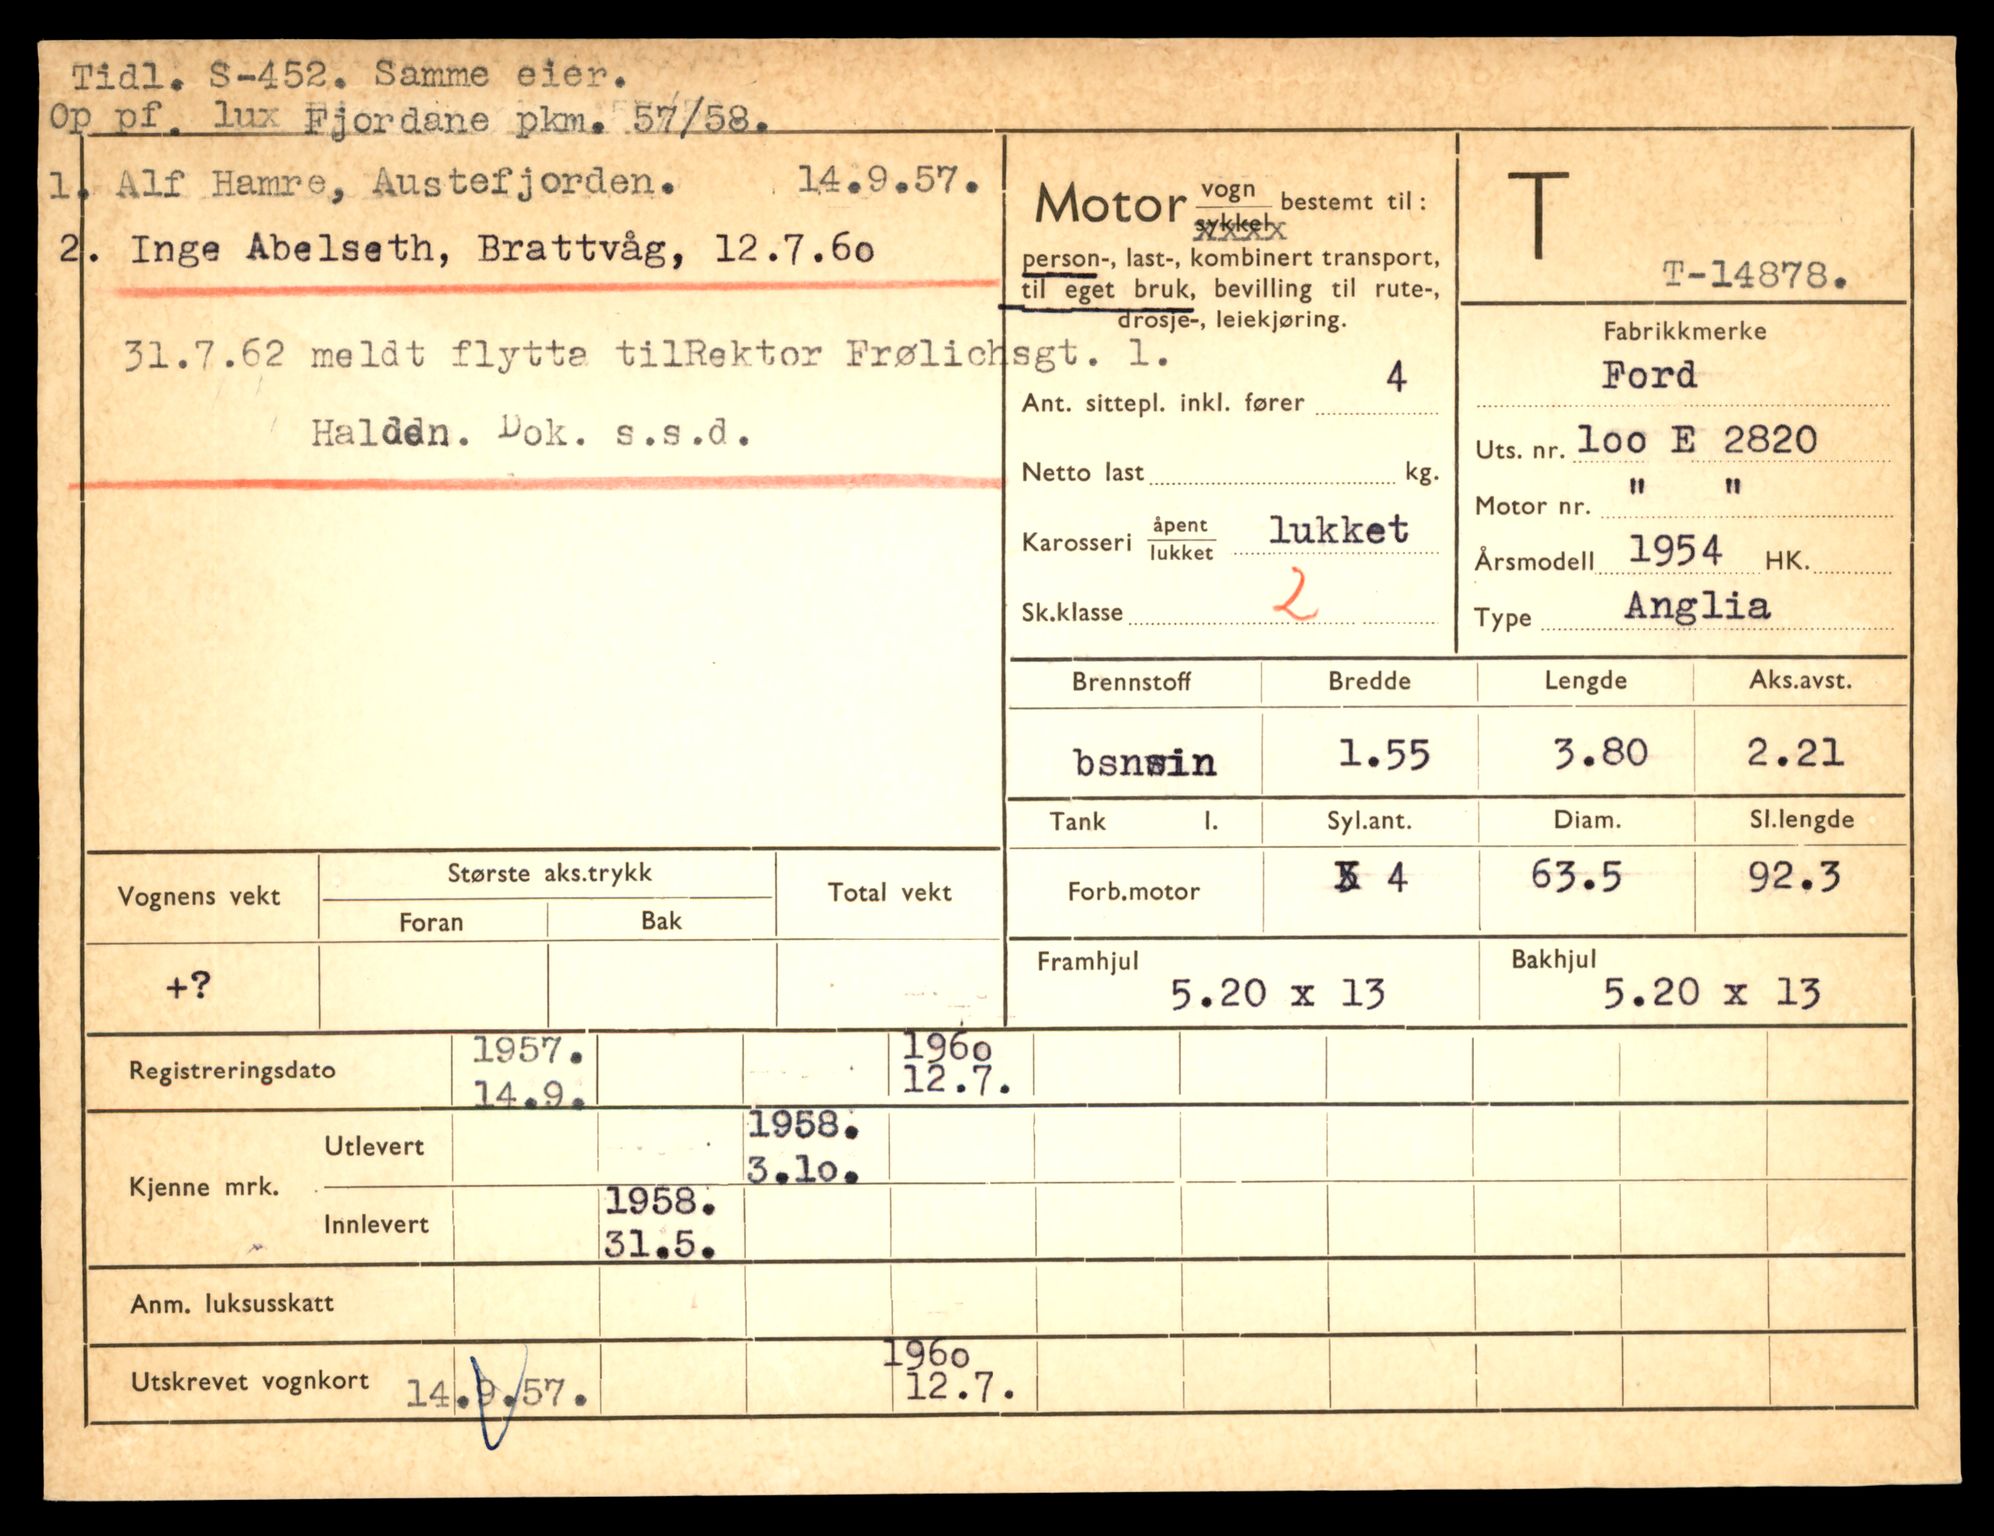 Tidl. S-452. Samme eier.
Op pf. lux Fjordane pkm. 57/58.
1. Alf Hamre, Austefjorden. 14.9.57.
2. Inge Abelseth, Brattvåg, 12.7.6o
31.7.62 meldt flytta tilRektor Frølichsgt. 1.
Halden. Dok. s.s.d.
Motor vogn bestemt til:
sykkel
person-, last-, kombinert transport,
til eget bruk, bevilling til rute-,
drosje-, leiekjøring.
Ant. sittepl. inkl. fører 4
Netto last kg.
Karosseri åpent lukket
lukket
Sk.klasse 2
T
T-14878.
Fabrikkmerke
Ford
Uts. nr. loo E 2820
Motor nr. " "
Årsmodell 1954 HK.
Type Anglia
Brennstoff Bredde Lengde Aks.avst.
bsnsin 1.55 3.80 2.21
Tank l. Syl.ant. Diam. Sl.lengde
Forb.motor 4 63.5 92.3
Framhjul Bakhjul
5.20 x 13 5.20 x 13
Vognens vekt Største aks.trykk Total vekt
Foran Bak
+?
Registreringsdato 1957. 196o
14.9. 12.7.
Kjenne mrk. Utlevert 1958.
3.lo.
Innlevert 1958.
31.5.
Anm. luksusskatt
Utskrevet vognkort 14.9.57. 196o
12.7.